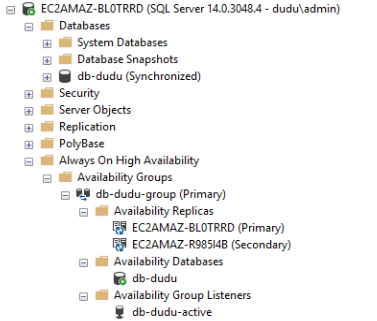 EC2AMAZ-BL0TRRD (SQL Server 14.0.3048.4 - dudu\admin)
Databases
System Databases
Database Snapshots
db-dudu (Synchronized)
Security
Server Objects
Replication
PolyBase
Always On High Availability
Availability Groups
db-dudu-group (Primary)
Availability Replicas
EC2AMAZ-BL0TRRD (Primary)
EC2AMAZ-R985I4B (Secondary)
Availability Databases
db-dudu
Availability Group Listeners
db-dudu-active